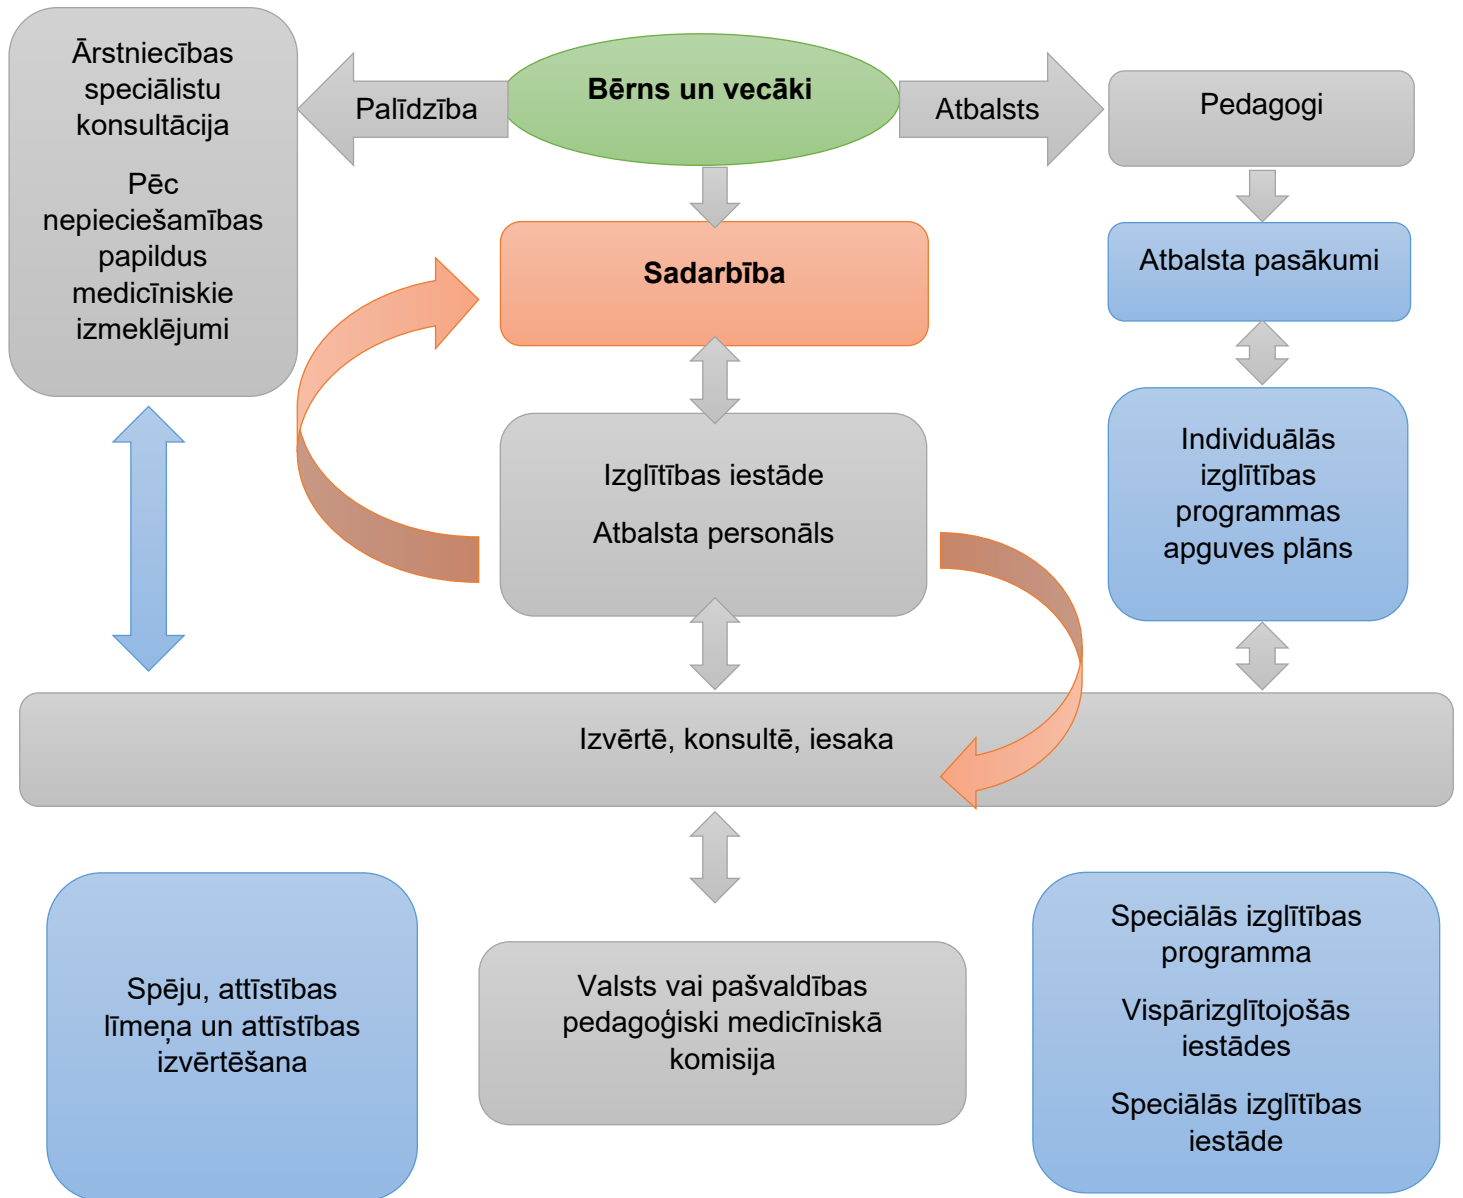 Ārstniecības
speciālistu
konsultācija
Pēc
nepieciešamības
papildus
medicīniskie
izmeklējumi
Palīdzība
Bērns un vecāki
Atbalsts
Pedagogi
Sadarbība
Atbalsta pasākumi
Izglītības iestāde
Atbalsta personāls
Individuālās
izglītības
programmas
apguves plāns
Izvērtē, konsultē, iesaka
Spēju, attīstības
līmeņa un attīstības
izvērtēšana
Valsts vai pašvaldības
pedagoģiski medicīniskā
komisija
Speciālās izglītības
programma
Vispārizglītojošās
iestādes
Speciālās izglītības
iestāde